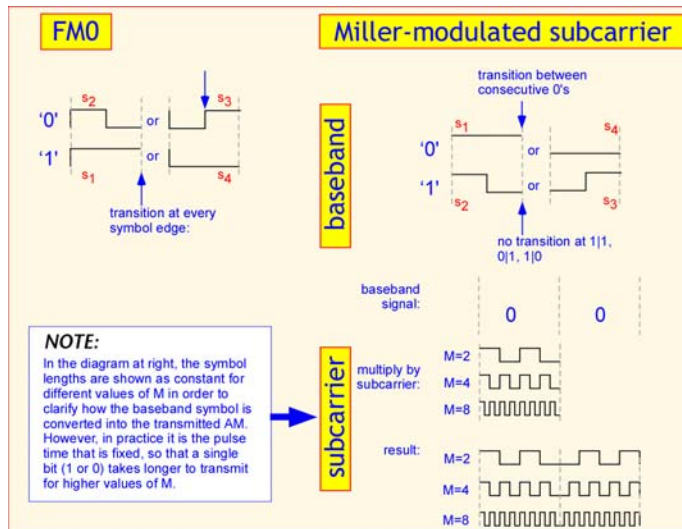 FM0
Miller-modulated subcarrier
s2
s3
'0'
or
'1'
or
s1
s4
transition at every
symbol edge:
baseband
transition between
consecutive 0's
s1
s4
'0'
or
'1'
or
s2
s3
no transition at 1|1,
0|1, 1|0
baseband
signal:
0
0
NOTE:
In the diagram at right, the symbol
lengths are shown as constant for
different values of M in order to
clarify how the baseband symbol is
converted into the transmitted AM.
However, in practice it is the pulse
time that is fixed, so that a single
bit (1 or 0) takes longer to transmit
for higher values of M.
subcarrier
multiply by
subcarrier:
M=2
M=4
M=8
result:
M=2
M=4
M=8